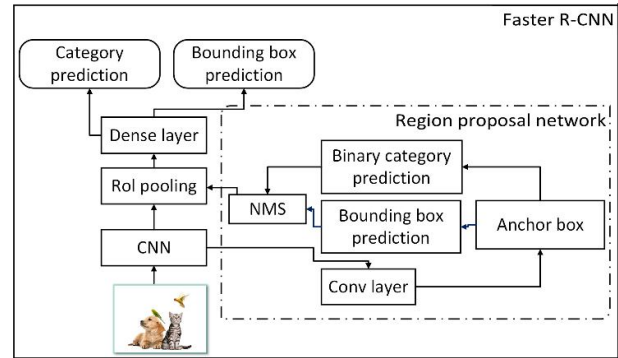 Faster R-CNN
Category
prediction
Bounding box
prediction
Region proposal network
Dense layer
Binary category
prediction
RoI pooling
NMS
Bounding box
prediction
Anchor box
CNN
Conv layer